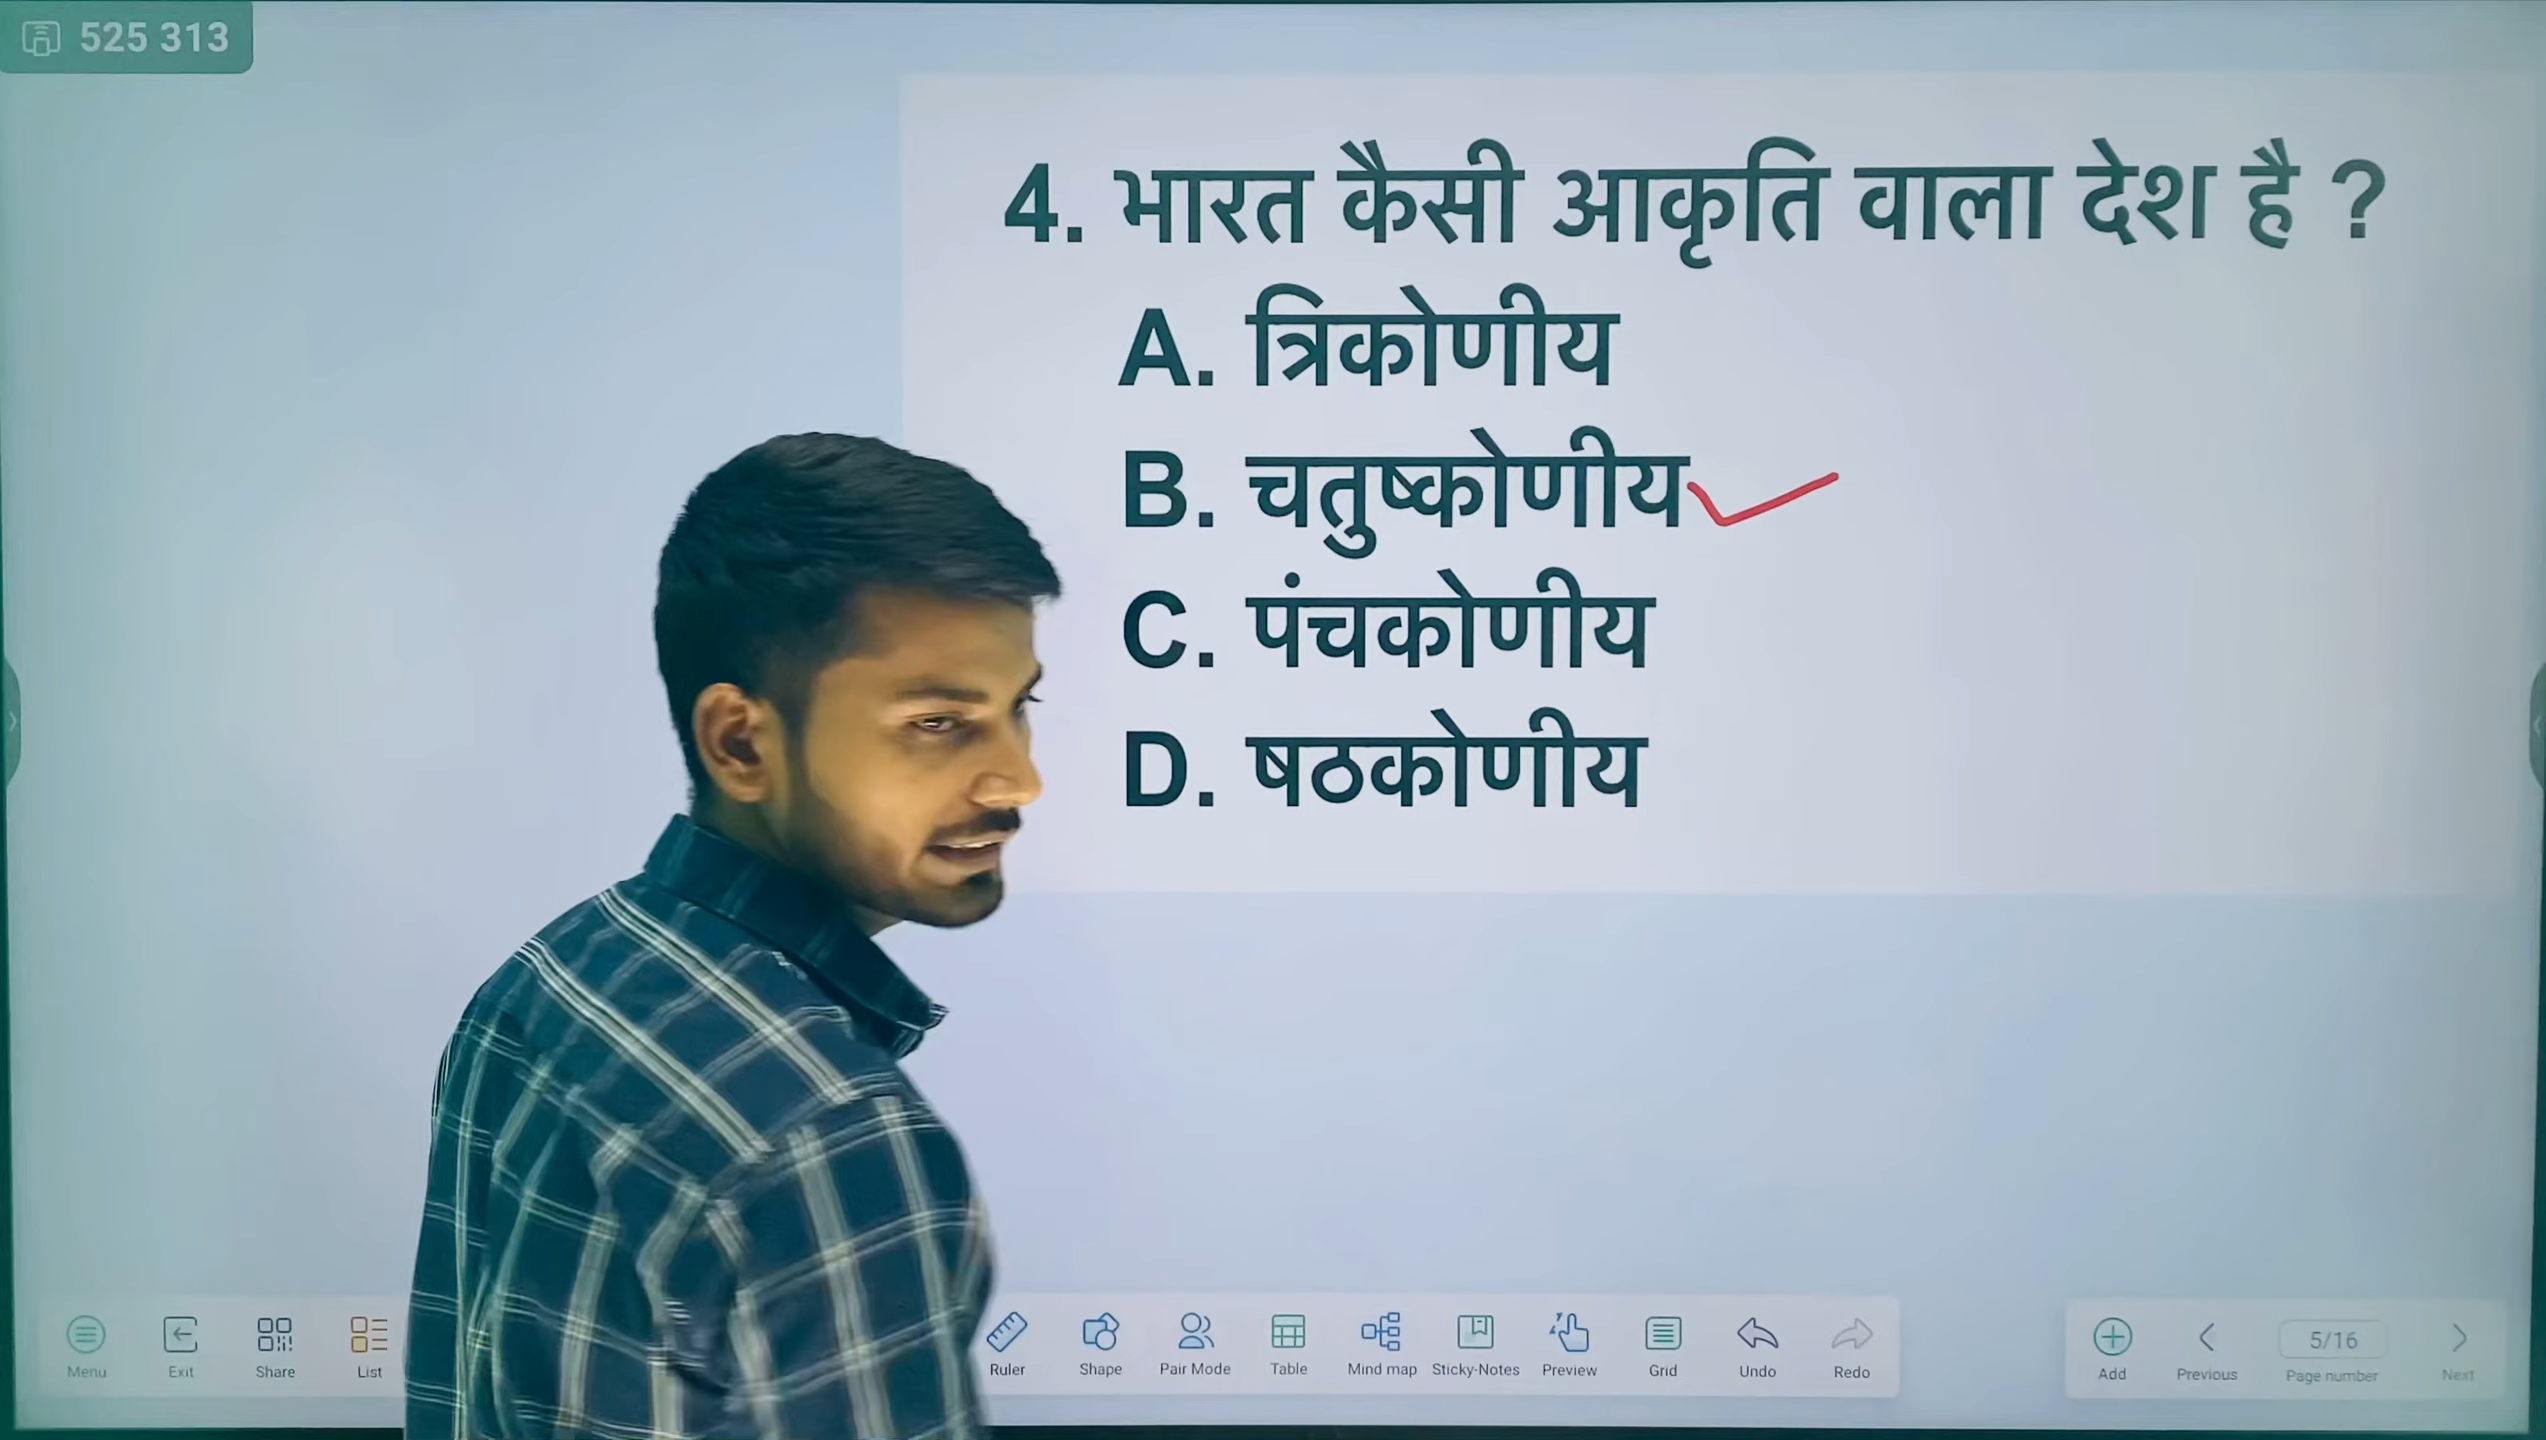 525 313
4. भारत कैसी आकृति वाला देश है ?
A. त्रिकोणीय
B. चतुष्कोणीय
C. पंचकोणीय
D. षठकोणीय
Menu Exit Share List Ruler Shape Pair Mode Table Mind map Sticky-Notes Preview Grid Undo Redo Add Previous 5/16 Page number Next